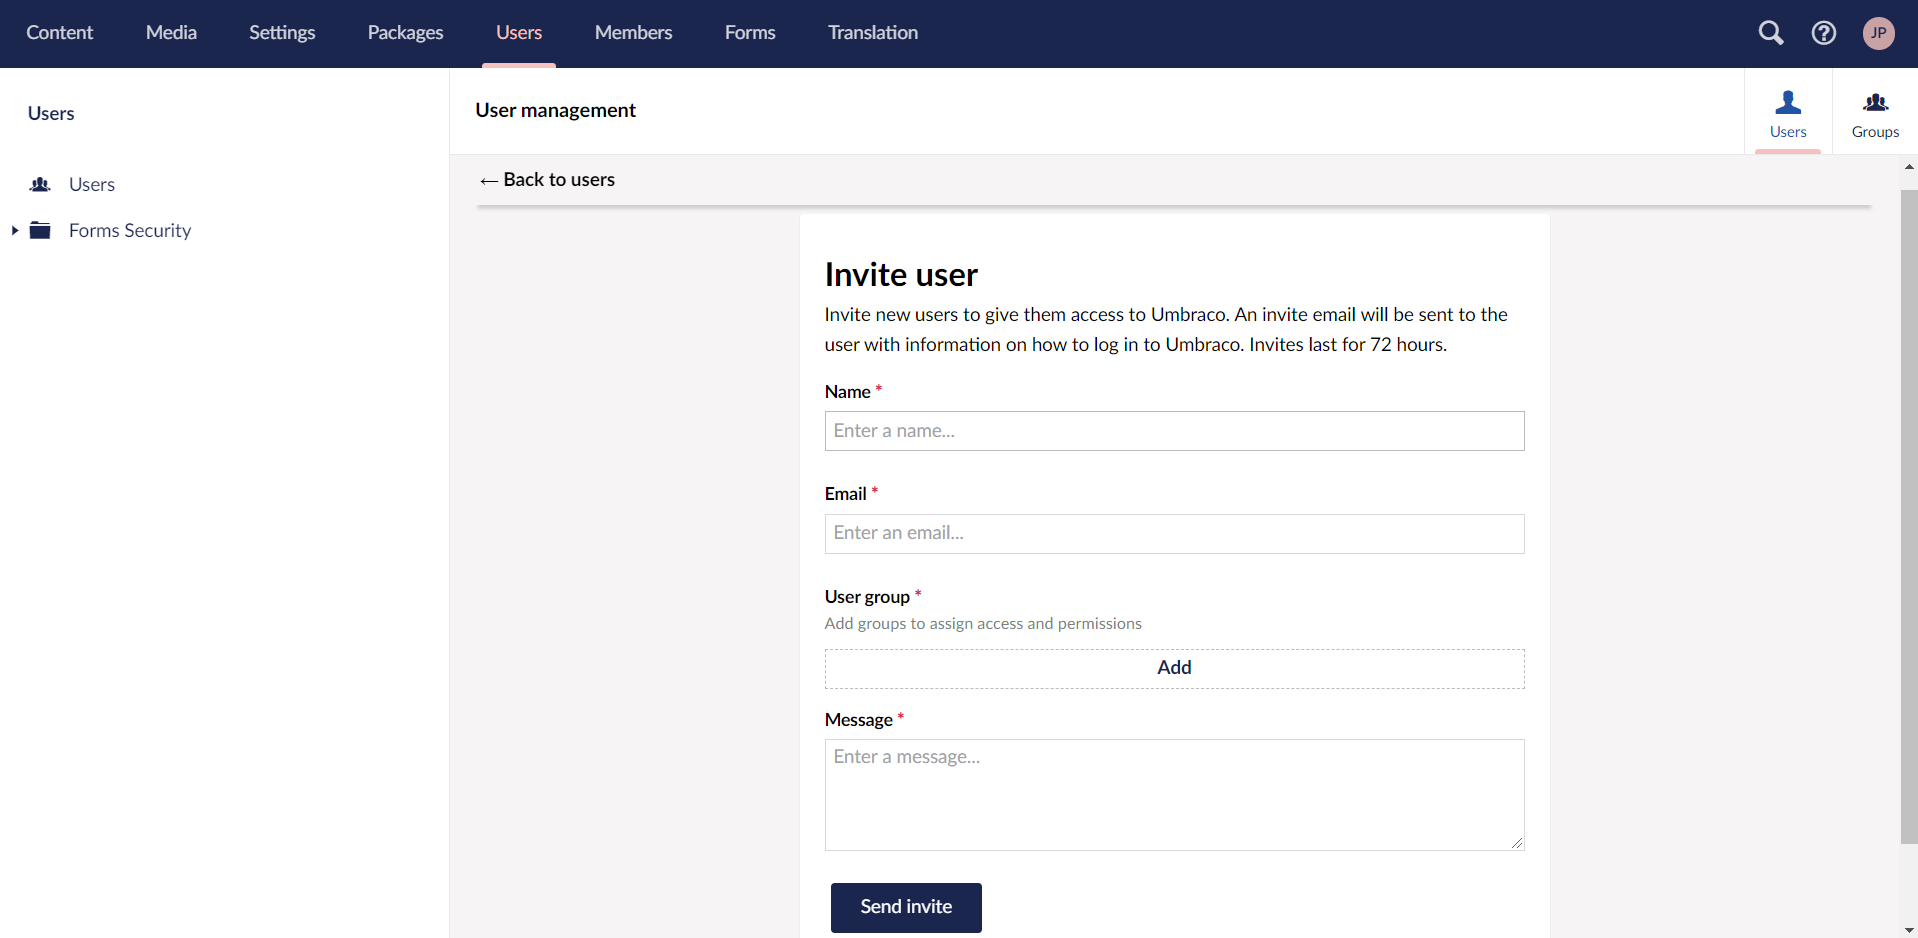 Content Media Settings Packages Users Members Forms Translation JP
Users
Users
Forms Security
User management
Users
Groups
← Back to users
Invite user
Invite new users to give them access to Umbraco. An invite email will be sent to the
user with information on how to log in to Umbraco. Invites last for 72 hours.
Name *
Enter a name...
Email *
Enter an email...
User group *
Add groups to assign access and permissions
Add
Message *
Enter a message...
Send invite